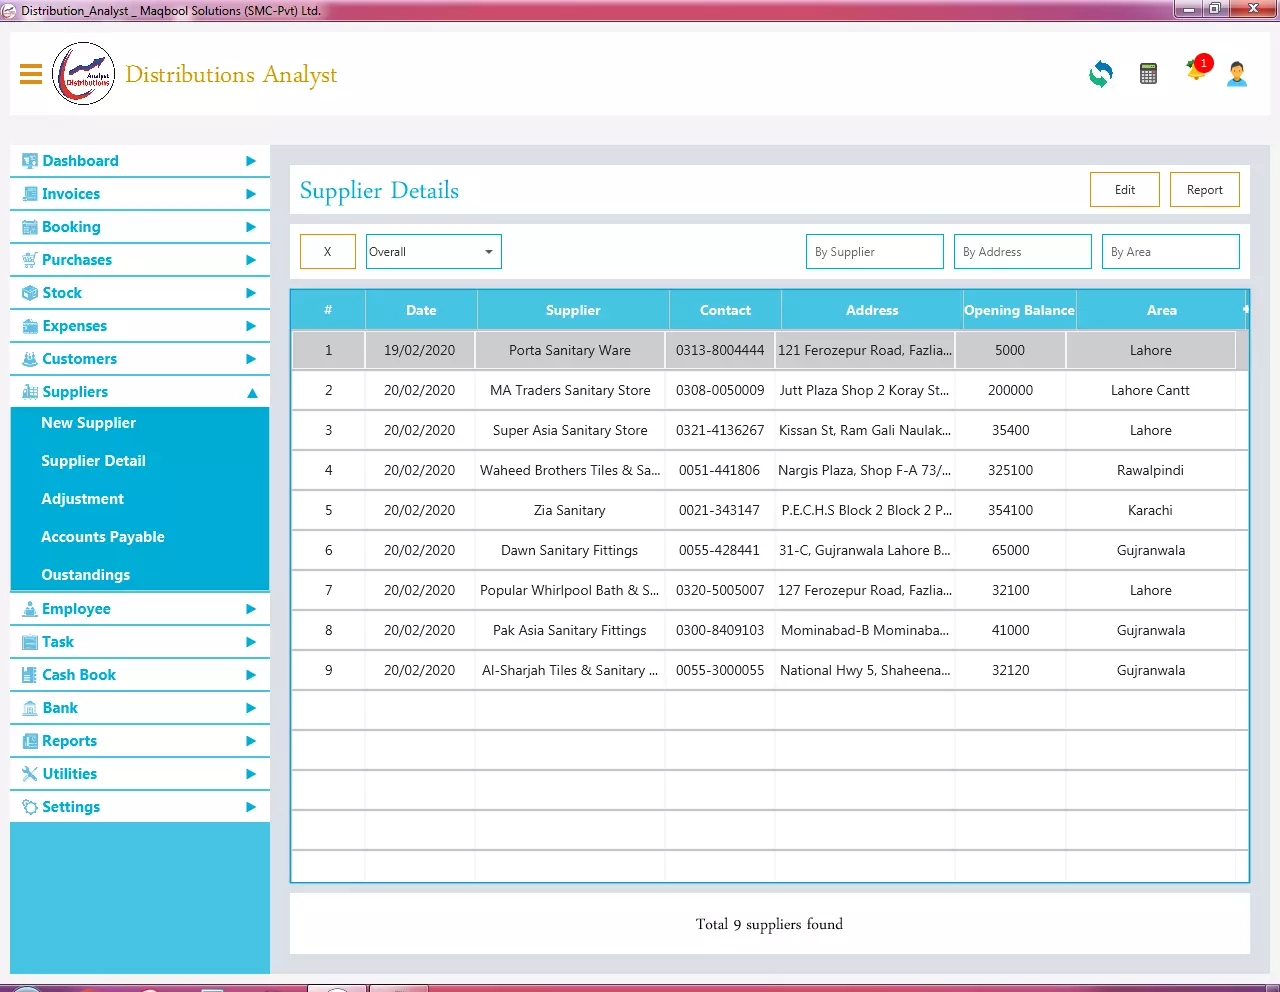 Distribution_Analyst _ Maqbool Solutions (SMC-Pvt) Ltd.
Analyst
Distributions
Distributions Analyst
1
Dashboard
Invoices
Booking
Purchases
Stock
Expenses
Customers
Suppliers
New Supplier
Supplier Detail
Adjustment
Accounts Payable
Oustandings
Employee
Task
Cash Book
Bank
Reports
Utilities
Settings
Supplier Details
Edit Report
X Overall By Supplier By Address By Area
# Date Supplier Contact Address Opening Balance Area
1 19/02/2020 Porta Sanitary Ware 0313-8004444 121 Ferozepur Road, Fazlia... 5000 Lahore
2 20/02/2020 MA Traders Sanitary Store 0308-0050009 Jutt Plaza Shop 2 Koray St... 200000 Lahore Cantt
3 20/02/2020 Super Asia Sanitary Store 0321-4136267 Kissan St, Ram Gali Naulak... 35400 Lahore
4 20/02/2020 Waheed Brothers Tiles & Sa... 0051-441806 Nargis Plaza, Shop F-A 73/... 325100 Rawalpindi
5 20/02/2020 Zia Sanitary 0021-343147 P.E.C.H.S Block 2 Block 2 P... 354100 Karachi
6 20/02/2020 Dawn Sanitary Fittings 0055-428441 31-C, Gujranwala Lahore B... 65000 Gujranwala
7 20/02/2020 Popular Whirlpool Bath & S... 0320-5005007 127 Ferozepur Road, Fazlia... 32100 Lahore
8 20/02/2020 Pak Asia Sanitary Fittings 0300-8409103 Mominabad-B Mominaba... 41000 Gujranwala
9 20/02/2020 Al-Sharjah Tiles & Sanitary ... 0055-3000055 National Hwy 5, Shaheena... 32120 Gujranwala
Total 9 suppliers found